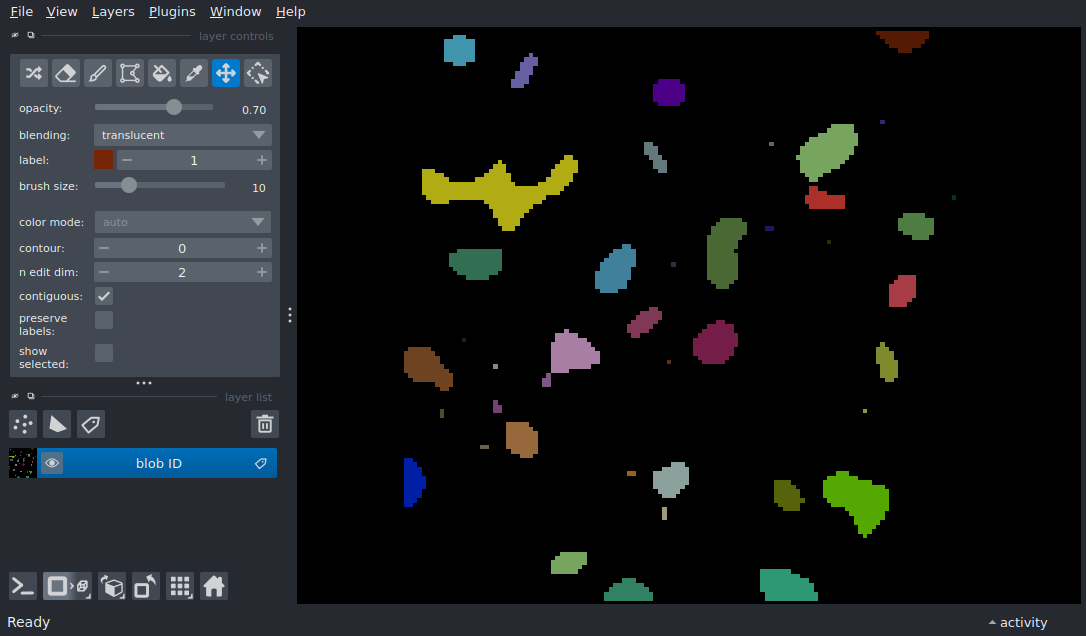 File View Layers Plugins Window Help
layer controls
opacity: 0.70
blending: translucent
label: 1
brush size: 10
color mode: auto
contour: 0
n edit dim: 2
contiguous:
preserve
labels:
show
selected:
layer list
blob ID
Ready activity